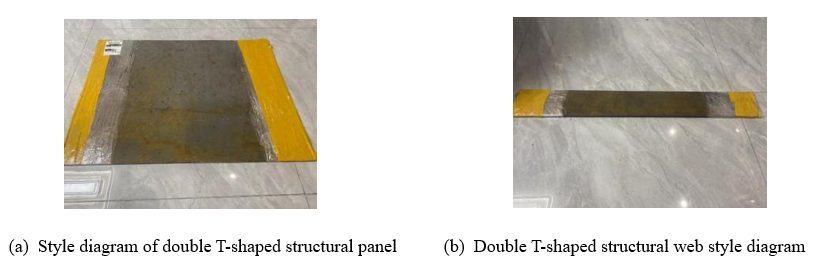 (a) Style diagram of double T-shaped structural panel
(b) Double T-shaped structural web style diagram